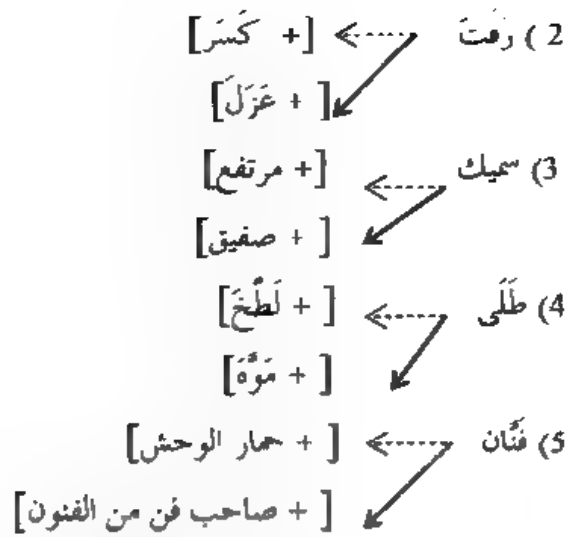 2 ) رَفَتَ [+ كَسَر]
[ + عَزَلَ]
3) سميك [+ مرتفع]
[ + صفيق]
4) طَلَى [ + لَطَّخَ]
[ + مَوَّهَ]
5) فَنَّان [ + حمار الوحش]
[ + صاحب فن من الفنون]